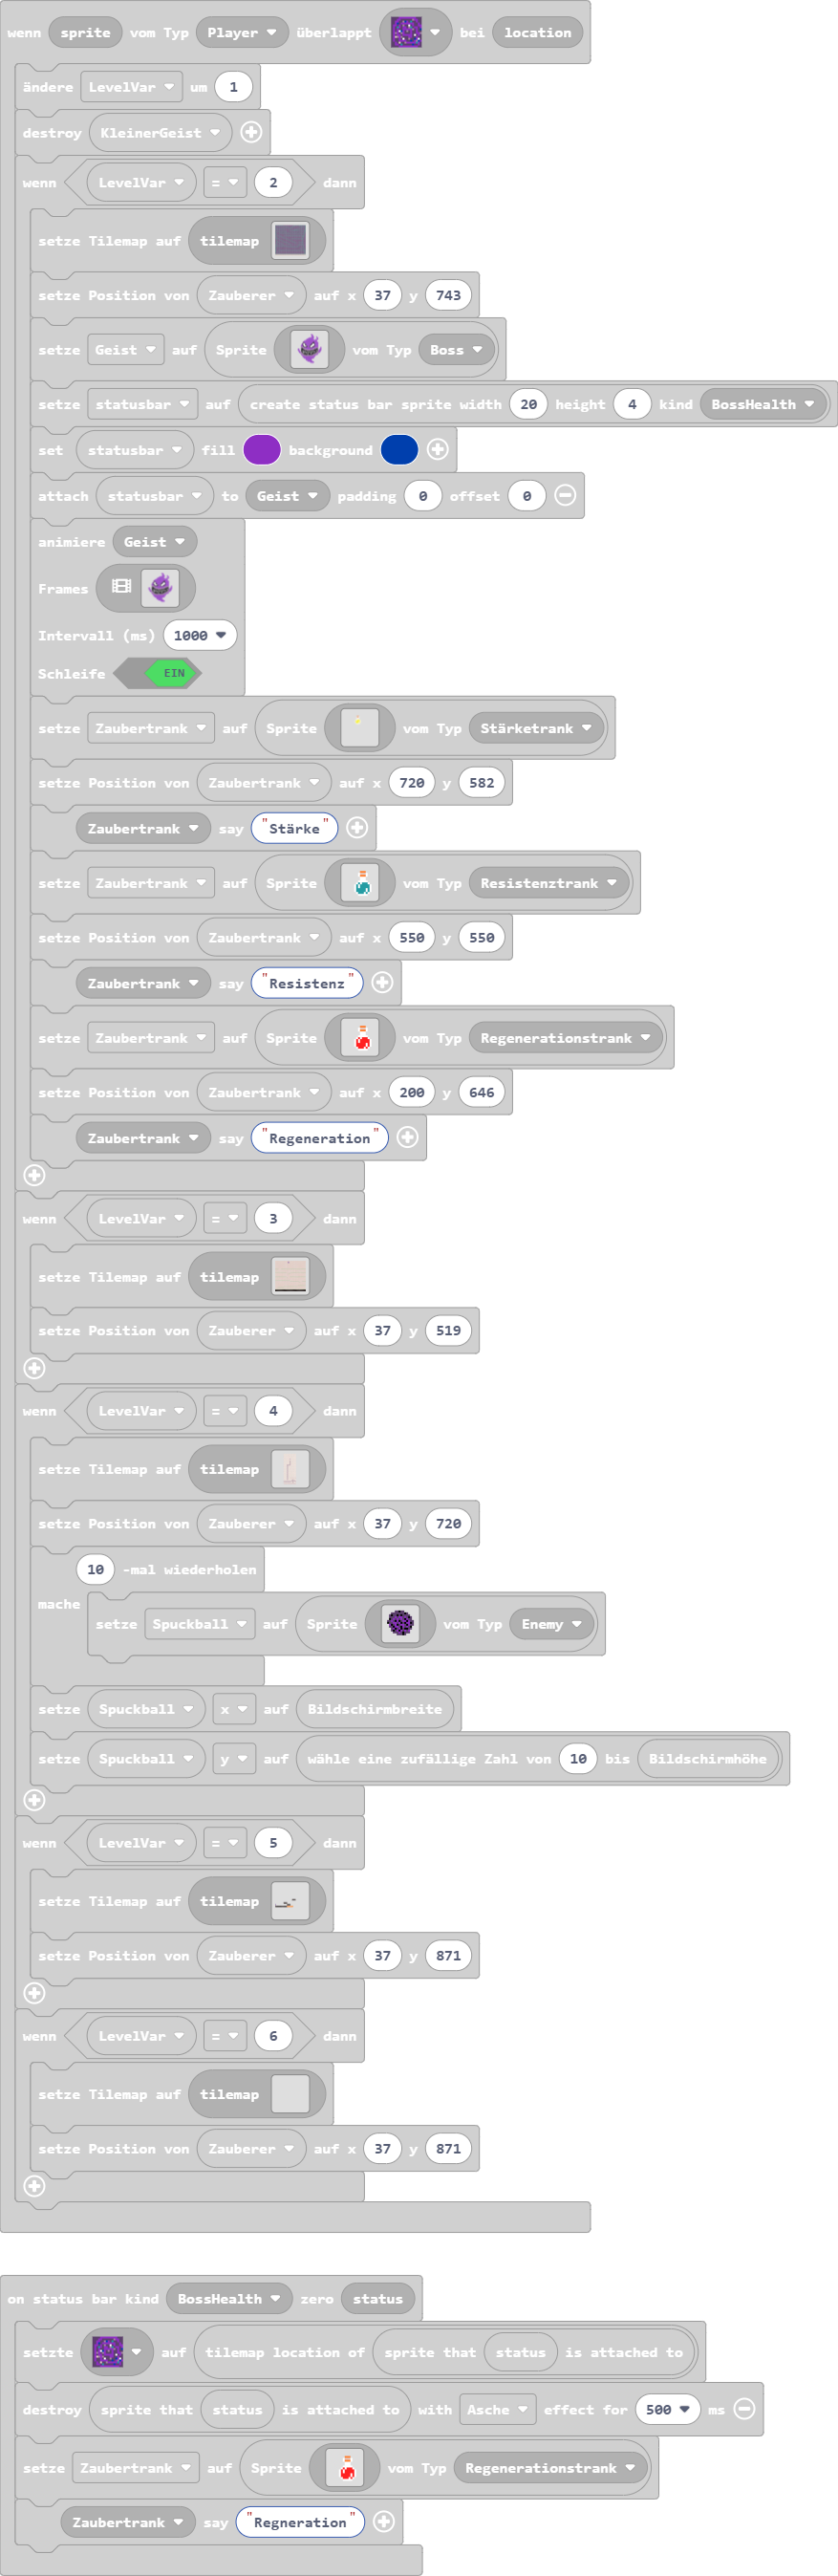 wenn sprite vom Typ Player überlappt bei location
ändere LevelVar um 1
destroy KleinerGeist
wenn LevelVar = 2 dann
setze Tilemap auf tilemap
setze Position von Zauberer auf x 37 y 743
setze Geist auf Sprite vom Typ Boss
setze statusbar auf create status bar sprite width 20 height 4 kind BossHealth
set statusbar fill background
attach statusbar to Geist padding 0 offset 0
animiere Geist
Frames
Intervall (ms) 1000
Schleife EIN
setze Zaubertrank auf Sprite vom Typ Stärketrank
setze Position von Zaubertrank auf x 720 y 582
Zaubertrank say "Stärke"
setze Zaubertrank auf Sprite vom Typ Resistenztrank
setze Position von Zaubertrank auf x 550 y 550
Zaubertrank say "Resistenz"
setze Zaubertrank auf Sprite vom Typ Regenerationstrank
setze Position von Zaubertrank auf x 200 y 646
Zaubertrank say "Regeneration"
wenn LevelVar = 3 dann
setze Tilemap auf tilemap
setze Position von Zauberer auf x 37 y 519
wenn LevelVar = 4 dann
setze Tilemap auf tilemap
setze Position von Zauberer auf x 37 y 720
10 -mal wiederholen
mache
setze Spuckball auf Sprite vom Typ Enemy
setze Spuckball x auf Bildschirmbreite
setze Spuckball y auf wähle eine zufällige Zahl von 10 bis Bildschirmhöhe
wenn LevelVar = 5 dann
setze Tilemap auf tilemap
setze Position von Zauberer auf x 37 y 871
wenn LevelVar = 6 dann
setze Tilemap auf tilemap
setze Position von Zauberer auf x 37 y 871
on status bar kind BossHealth zero status
setzte auf tilemap location of sprite that status is attached to
destroy sprite that status is attached to with Asche effect for 500 ms
setze Zaubertrank auf Sprite vom Typ Regenerationstrank
Zaubertrank say "Regneration"